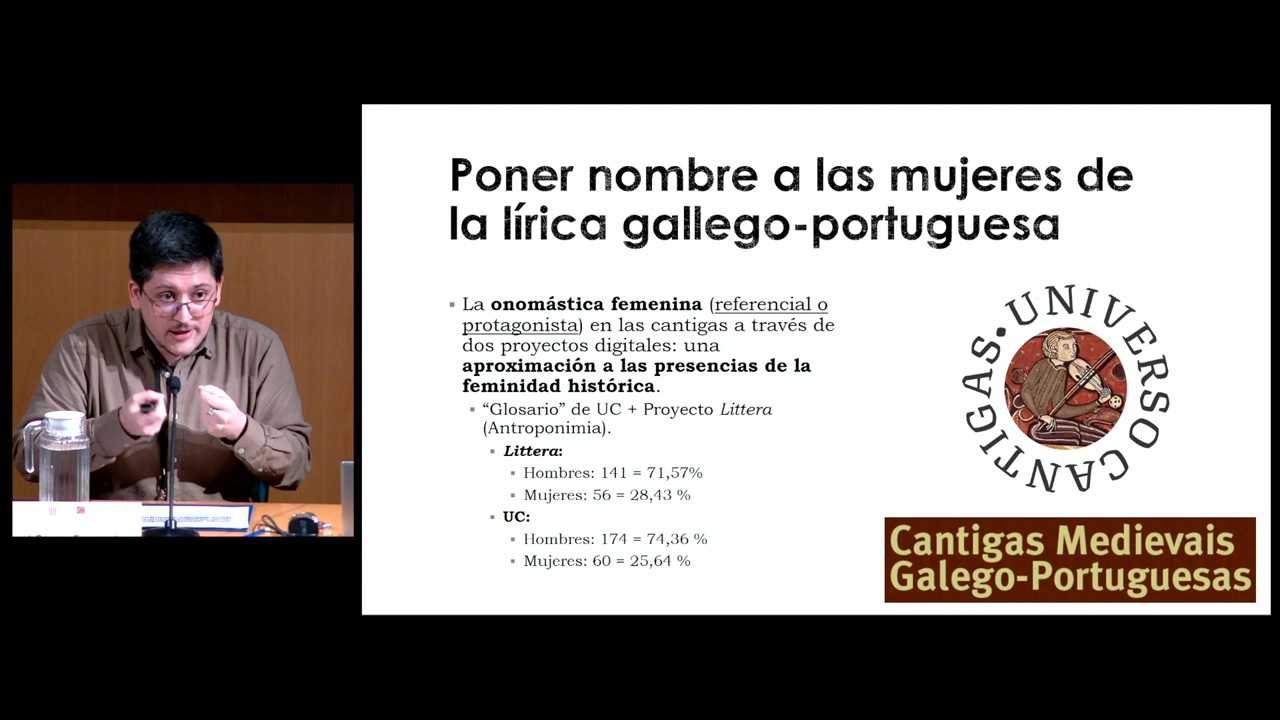 Poner nombre a las mujeres de
la lírica gallego-portuguesa
▪ La onomástica femenina (referencial o
protagonista) en las cantigas a través de
dos proyectos digitales: una
aproximación a las presencias de la
feminidad histórica.
▪ “Glosario” de UC + Proyecto Littera
(Antroponimia).
▪ Littera:
▪ Hombres: 141 = 71,57%
▪ Mujeres: 56 = 28,43 %
▪ UC:
▪ Hombres: 174 = 74,36 %
▪ Mujeres: 60 = 25,64 %
UNIVERSO CANTIGAS
Cantigas Medievais
Galego-Portuguesas